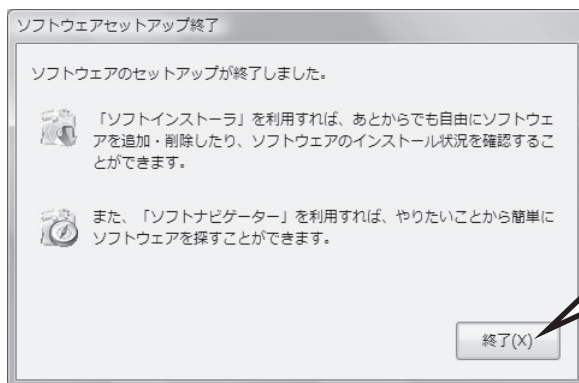 ソフトウェアセットアップ終了
ソフトウェアのセットアップが終了しました。
「ソフトインストーラ」を利用すれば、あとからでも自由にソフトウェ
アを追加・削除したり、ソフトウェアのインストール状況を確認するこ
とができます。
また、「ソフトナビゲーター」を利用すれば、やりたいことから簡単に
ソフトウェアを探すことができます。
終了(X)